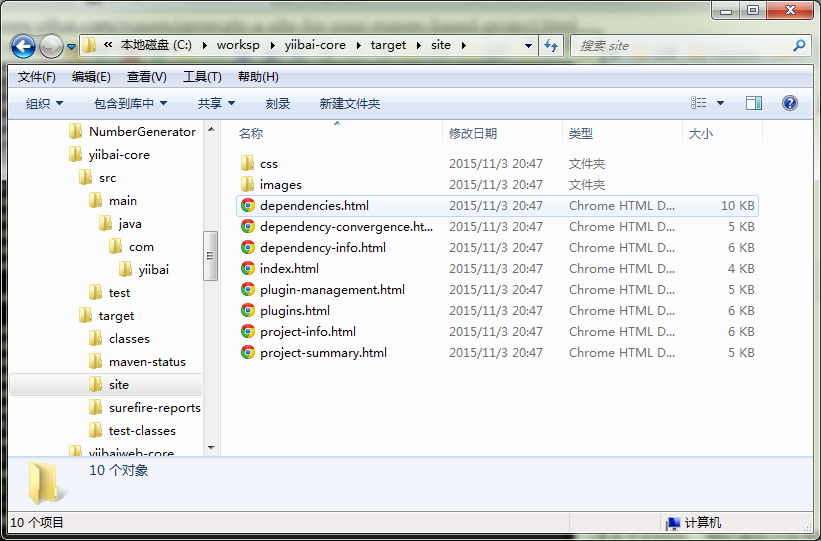 本地磁盘 (C:) worksp yiibai-core target site
搜索 site
文件(F) 编辑(E) 查看(V) 工具(T) 帮助(H)
组织 包含到库中 共享 刻录 新建文件夹
NumberGenerator
yiibai-core
src
main
java
com
yiibai
test
target
classes
maven-status
site
surefire-reports
test-classes
yiibaiweb-core
名称 修改日期 类型 大小
css 2015/11/3 20:47 文件夹
images 2015/11/3 20:47 文件夹
dependencies.html 2015/11/3 20:47 Chrome HTML D... 10 KB
dependency-convergence.ht... 2015/11/3 20:47 Chrome HTML D... 5 KB
dependency-info.html 2015/11/3 20:47 Chrome HTML D... 6 KB
index.html 2015/11/3 20:47 Chrome HTML D... 4 KB
plugin-management.html 2015/11/3 20:47 Chrome HTML D... 5 KB
plugins.html 2015/11/3 20:47 Chrome HTML D... 6 KB
project-info.html 2015/11/3 20:47 Chrome HTML D... 6 KB
project-summary.html 2015/11/3 20:47 Chrome HTML D... 5 KB
10 个对象
10 个项目 计算机